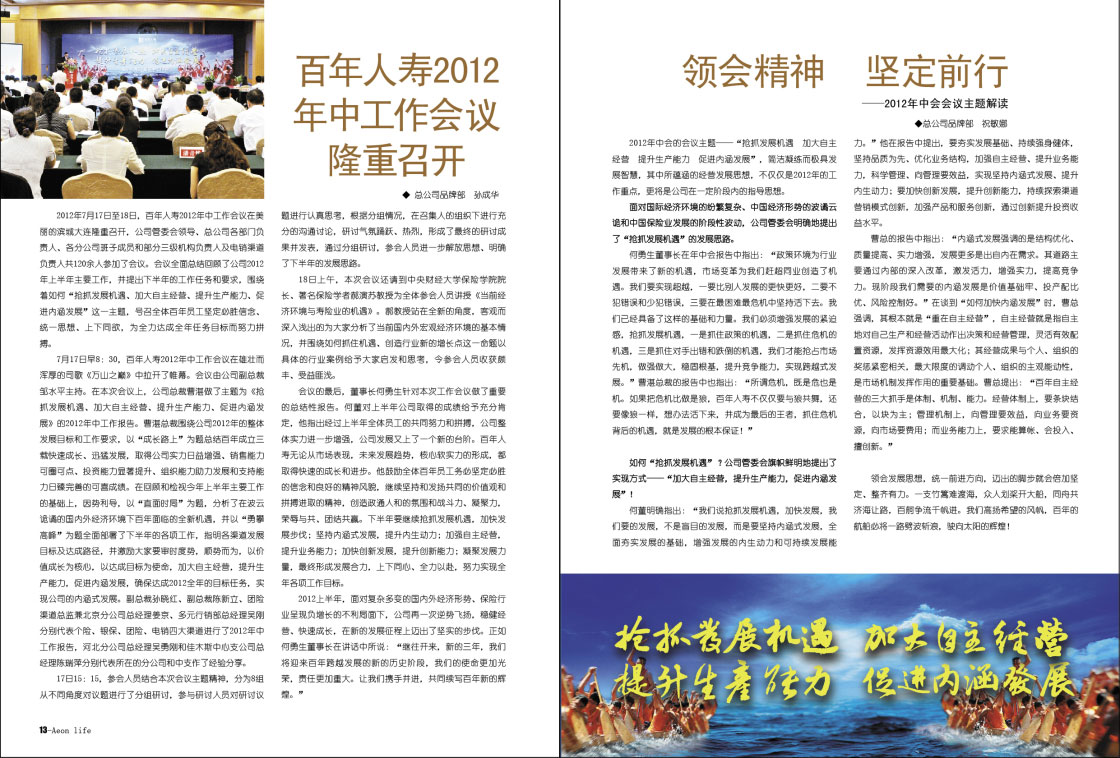 百年人寿2012
年中工作会议
隆重召开
◆ 总公司品牌部 孙成华
2012年7月17日至18日，百年人寿2012年中工作会议在美
丽的滨城大连隆重召开，公司管委会领导、总公司各部门负
责人、各分公司班子成员和部分三级机构负责人及电销渠道
负责人共120余人参加了会议。会议全面总结回顾了公司2012
年上半年主要工作，并提出下半年的工作任务和要求，围绕
着如何“抢抓发展机遇、加大自主经营、提升生产能力、促
进内涵发展”这一主题，号召全体百年员工坚定必胜信念、
统一思想、上下同欲，为全力达成全年任务目标而努力拼
搏。
7月17日早8：30，百年人寿2012年中工作会议在雄壮而
浑厚的司歌《万山之巅》中拉开了帷幕。会议由公司副总裁
邹水平主持。在本次会议上，公司总裁曹湛做了主题为《抢
抓发展机遇、加大自主经营、提升生产能力、促进内涵发
展》的2012年中工作报告。曹湛总裁围绕公司2012年的整体
发展目标和工作要求，以“成长路上”为题总结百年成立三
载快速成长、迅猛发展，取得公司实力日益增强、销售能力
可圈可点、投资能力显著提升、组织能力助力发展和支持能
力日臻完善的可喜成绩。在回顾和检视今年上半年主要工作
的基础上，因势利导，以“直面时局”为题，分析了在波云
诡谲的国内外经济环境下百年面临的全新机遇，并以“勇攀
高峰”为题全面部署了下半年的各项工作，指明各渠道发展
目标及达成路径，并激励大家要审时度势，顺势而为，以价
值成长为核心，以达成目标为使命，加大自主经营，提升生
产能力，促进内涵发展，确保达成2012全年的目标任务，实
现公司的内涵式发展。副总裁孙晓红、副总裁陈新立、团险
渠道总监兼北京分公司总经理姜京、多元行销部总经理吴刚
分别代表个险、银保、团险、电销四大渠道进行了2012年中
工作报告，河北分公司总经理吴勇刚和佳木斯中心支公司总
经理陈瑞萍分别代表所在的分公司和中支作了经验分享。
17日15：15，参会人员结合本次会议主题精神，分为8组
从不同角度对议题进行了分组研讨，参与研讨人员对研讨议
题进行认真思考，根据分组情况，在召集人的组织下进行充
分的沟通讨论，研讨气氛踊跃、热烈，形成了最终的研讨成
果并发表，通过分组研讨，参会人员进一步解放思想、明确
了下半年的发展思路。
18日上午，本次会议还请到中央财经大学保险学院院
长、著名保险学者郝演苏教授为全体参会人员讲授《当前经
济环境与寿险业的机遇》。郝教授站在全新的角度，客观而
深入浅出的为大家分析了当前国内外宏观经济环境的基本情
况，并围绕如何抓住机遇，创造行业新的增长点这一命题以
具体的行业案例给予大家启发和思考，令参会人员收获颇
丰、受益匪浅。
会议的最后，董事长何勇生针对本次工作会议做了重要
的总结性报告。何董对上半年公司取得的成绩给予充分肯
定，他指出经过上半年全体员工的共同努力和拼搏，公司整
体实力进一步增强，公司发展又上了一个新的台阶。百年人
寿无论从市场表现，未来发展趋势，核心软实力的形成，都
取得快速的成长和进步。他鼓励全体百年员工务必坚定必胜
的信念和良好的精神风貌，继续坚持和发扬共同的价值观和
拼搏进取的精神，创造政通人和的氛围和战斗力、凝聚力，
荣辱与共、团结共赢。下半年要继续抢抓发展机遇，加快发
展步伐；坚持内涵式发展，提升内生动力；加强自主经营，
提升业务能力；加快创新发展，提升创新能力；凝聚发展力
量，最终形成发展合力，上下同心、全力以赴，努力实现全
年各项工作目标。
2012上半年，面对复杂多变的国内外经济形势、保险行
业呈现负增长的不利局面下，公司再一次逆势飞扬，稳健经
营、快速成长，在新的发展征程上迈出了坚实的步伐。正如
何勇生董事长在讲话中所说：“继往开来，新的三年，我们
将迎来百年跨越发展的新的历史阶段，我们的使命更加光
荣，责任更加重大。让我们携手并进，共同续写百年新的辉
煌。”
13-Aeon life
领会精神 坚定前行
——2012年中会会议主题解读
◆总公司品牌部 祝敏娜
2012年中会的会议主题——“抢抓发展机遇 加大自主
经营 提升生产能力 促进内涵发展”，简洁凝练而极具发
展智慧，其中所蕴涵的经营发展思想，不仅仅是2012年的工
作重点，更将是公司在一定阶段内的指导思想。
面对国际经济环境的纷繁复杂、中国经济形势的波谲云
诡和中国保险业发展的阶段性波动，公司管委会明确地提出
了“抢抓发展机遇”的发展思路。
何勇生董事长在年中会报告中指出：“政策环境为行业
发展带来了新的机遇，市场变革为我们赶超同业创造了机
遇。我们要实现超越，一要比别人发展的更快更好，二要不
犯错误和少犯错误，三要在最困难最危机中坚持活下去。我
们已经具备了这样的基础和力量。我们必须增强发展的紧迫
感，抢抓发展机遇，一是抓住政策的机遇，二是抓住危机的
机遇，三是抓住对手出错和跌倒的机遇，我们才能抢占市场
先机，做强做大，稳固根基，提升竞争能力，实现跨越式发
展。”曹湛总裁的报告中也指出：“所谓危机，既是危也是
机。如果把危机比做是狼，百年人寿不仅仅要与狼共舞，还
要像狼一样，想办法活下来，并成为最后的王者，抓住危机
背后的机遇，就是发展的根本保证！”
如何“抢抓发展机遇”？公司管委会旗帜鲜明地提出了
实现方式——“加大自主经营，提升生产能力，促进内涵发
展”！
何董明确指出：“我们说抢抓发展机遇，加快发展，我
们要的发展，不是盲目的发展，而是要坚持内涵式发展，全
面夯实发展的基础，增强发展的内生动力和可持续发展能
力。”他在报告中提出，要夯实发展基础，持续强身健体，
坚持品质为先、优化业务结构，加强自主经营、提升业务能
力，科学管理、向管理要效益，实现坚持内涵式发展、提升
内生动力；要加快创新发展，提升创新能力，持续探索渠道
营销模式创新，加强产品和服务创新，通过创新提升投资收
益水平。
曹总的报告中指出：“内涵式发展强调的是结构优化、
质量提高、实力增强，发展更多是出自内在需求。其道路主
要通过内部的深入改革，激发活力，增强实力，提高竞争
力。现阶段我们需要的内涵发展是价值基础牢、投产配比
优、风险控制好。”在谈到“如何加快内涵发展”时，曹总
强调，其根本就是“重在自主经营”，自主经营就是指自主
地对自己生产和经营活动作出决策和经营管理，灵活有效配
置资源，发挥资源效用最大化；其经营成果与个人、组织的
奖惩紧密相关，最大限度的调动个人、组织的主观能动性，
是市场机制发挥作用的重要基础。曹总提出：“百年自主经
营的三大抓手是体制、机制、能力。经营体制上，要条块结
合，以块为主；管理机制上，向管理要效益，向业务要资
源，向市场要费用；而业务能力上，要求能算帐、会投入、
擅创新。”
领会发展思想，统一前进方向，迈出的脚步就会倍加坚
定、整齐有力。一支竹篙难渡海，众人划桨开大船，同舟共
济海让路，百舸争流千帆进。我们高扬希望的风帆，百年的
航船必将一路劈波斩浪，驶向太阳的辉煌！
抢抓发展机遇 加大自主经营
提升生产能力 促进内涵发展